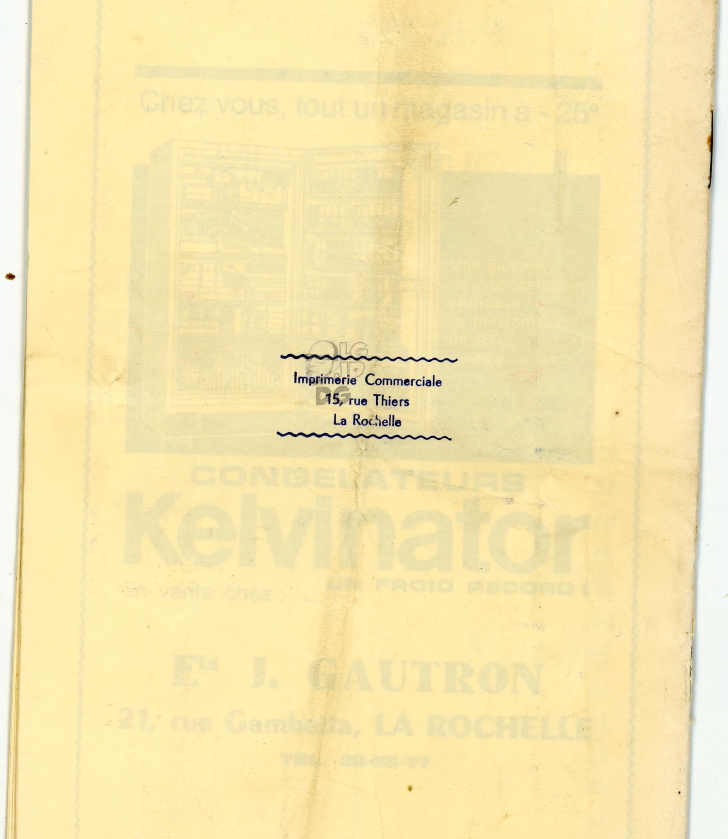 Chez vous, tout un magasin à - 25°
Imprimerie Commerciale
15, rue Thiers
La Rochelle
CONGELATEURS
Kelvinator
UN FROID RECORD !
En vente chez :
Ets J. GAUTRON
21, rue Gambetta, LA ROCHELLE